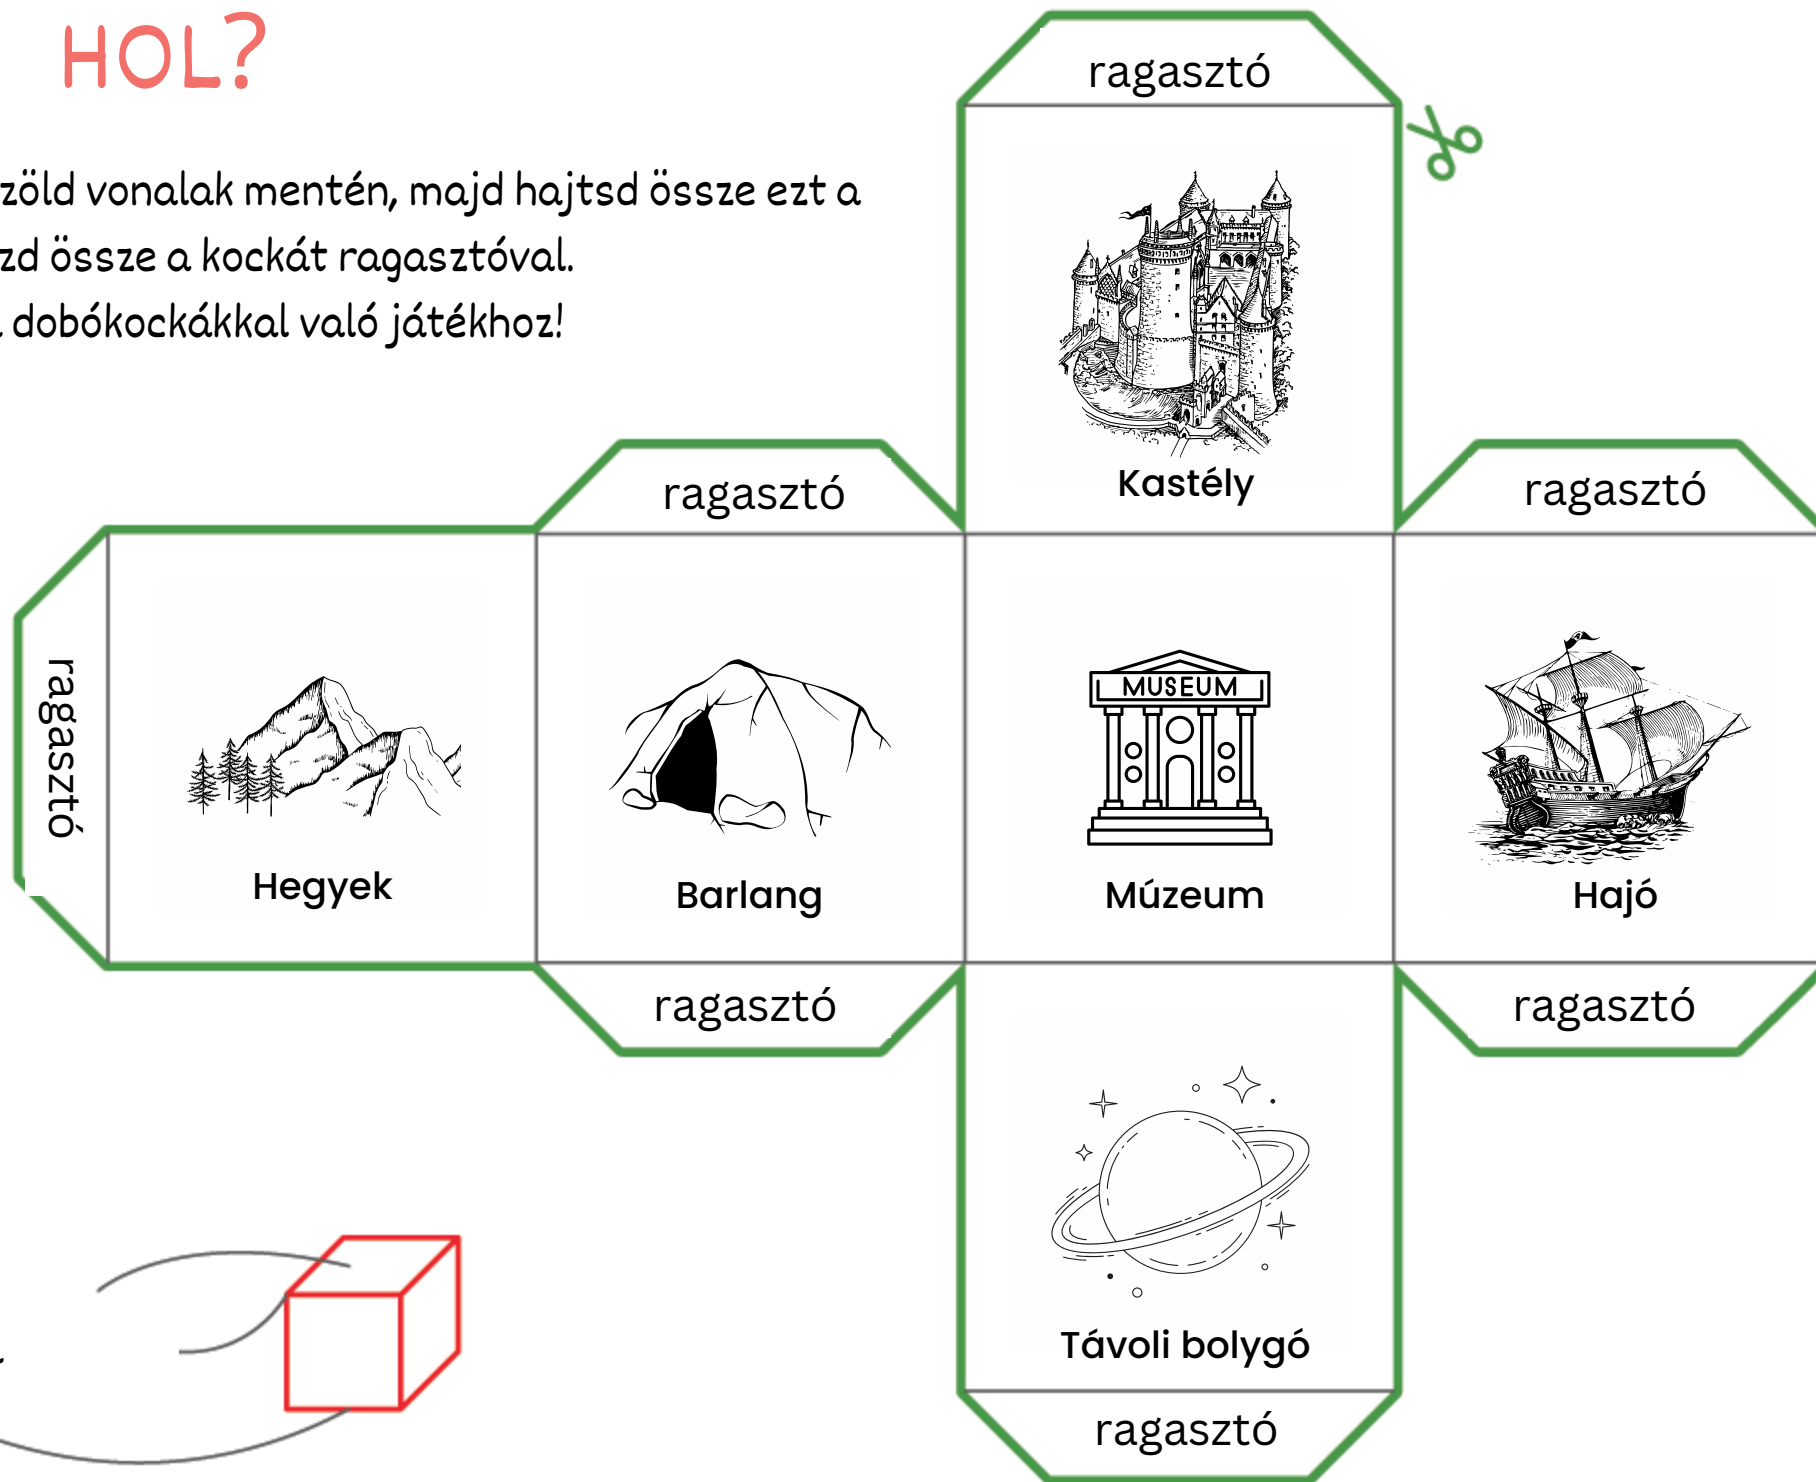 HOL?
zöld vonalak mentén, majd hajtsd össze ezt a
zd össze a kockát ragasztóval.
dobókockákkal való játékhoz!
ragasztó
Kastély
ragasztó
ragasztó
ragasztó
Hegyek
Barlang
MUSEUM
Múzeum
Hajó
ragasztó
ragasztó
Távoli bolygó
ragasztó